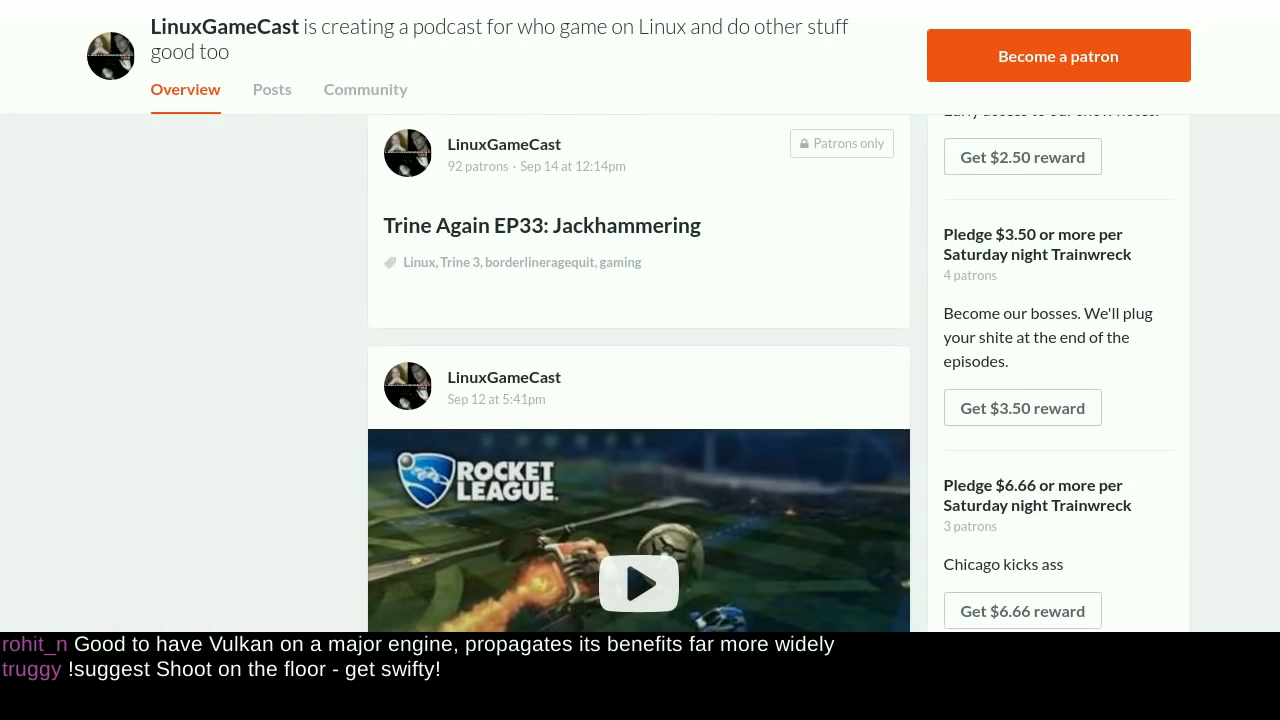 LinuxGameCast is creating a podcast for who game on Linux and do other stuff
good too
Overview Posts Community
Become a patron
LinuxGameCast
92 patrons · Sep 14 at 12:14pm
Patrons only
Trine Again EP33: Jackhammering
Linux, Trine 3, borderlineragequit, gaming
LinuxGameCast
Sep 12 at 5:41pm
ROCKET
LEAGUE
Early access to our show notes.
Get $2.50 reward
Pledge $3.50 or more per
Saturday night Trainwreck
4 patrons
Become our bosses. We'll plug
your shite at the end of the
episodes.
Get $3.50 reward
Pledge $6.66 or more per
Saturday night Trainwreck
3 patrons
Chicago kicks ass
Get $6.66 reward
rohit_n Good to have Vulkan on a major engine, propagates its benefits far more widely
truggy !suggest Shoot on the floor - get swifty!